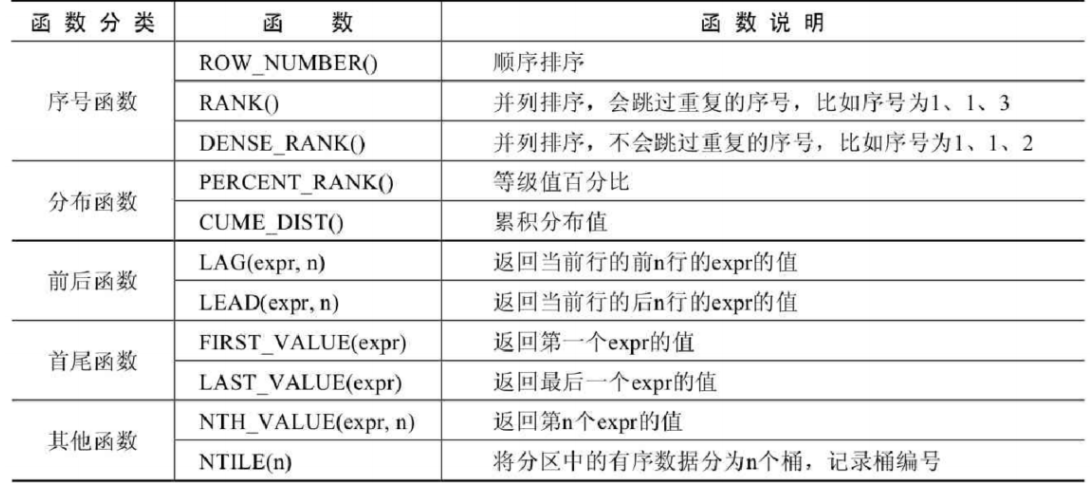 函数分类 函数 函数说明
序号函数 ROW_NUMBER() 顺序排序
RANK() 并列排序，会跳过重复的序号，比如序号为1、1、3
DENSE_RANK() 并列排序，不会跳过重复的序号，比如序号为1、1、2
分布函数 PERCENT_RANK() 等级值百分比
CUME_DIST() 累积分布值
前后函数 LAG(expr, n) 返回当前行的前n行的expr的值
LEAD(expr, n) 返回当前行的后n行的expr的值
首尾函数 FIRST_VALUE(expr) 返回第一个expr的值
LAST_VALUE(expr) 返回最后一个expr的值
其他函数 NTH_VALUE(expr, n) 返回第n个expr的值
NTILE(n) 将分区中的有序数据分为n个桶，记录桶编号